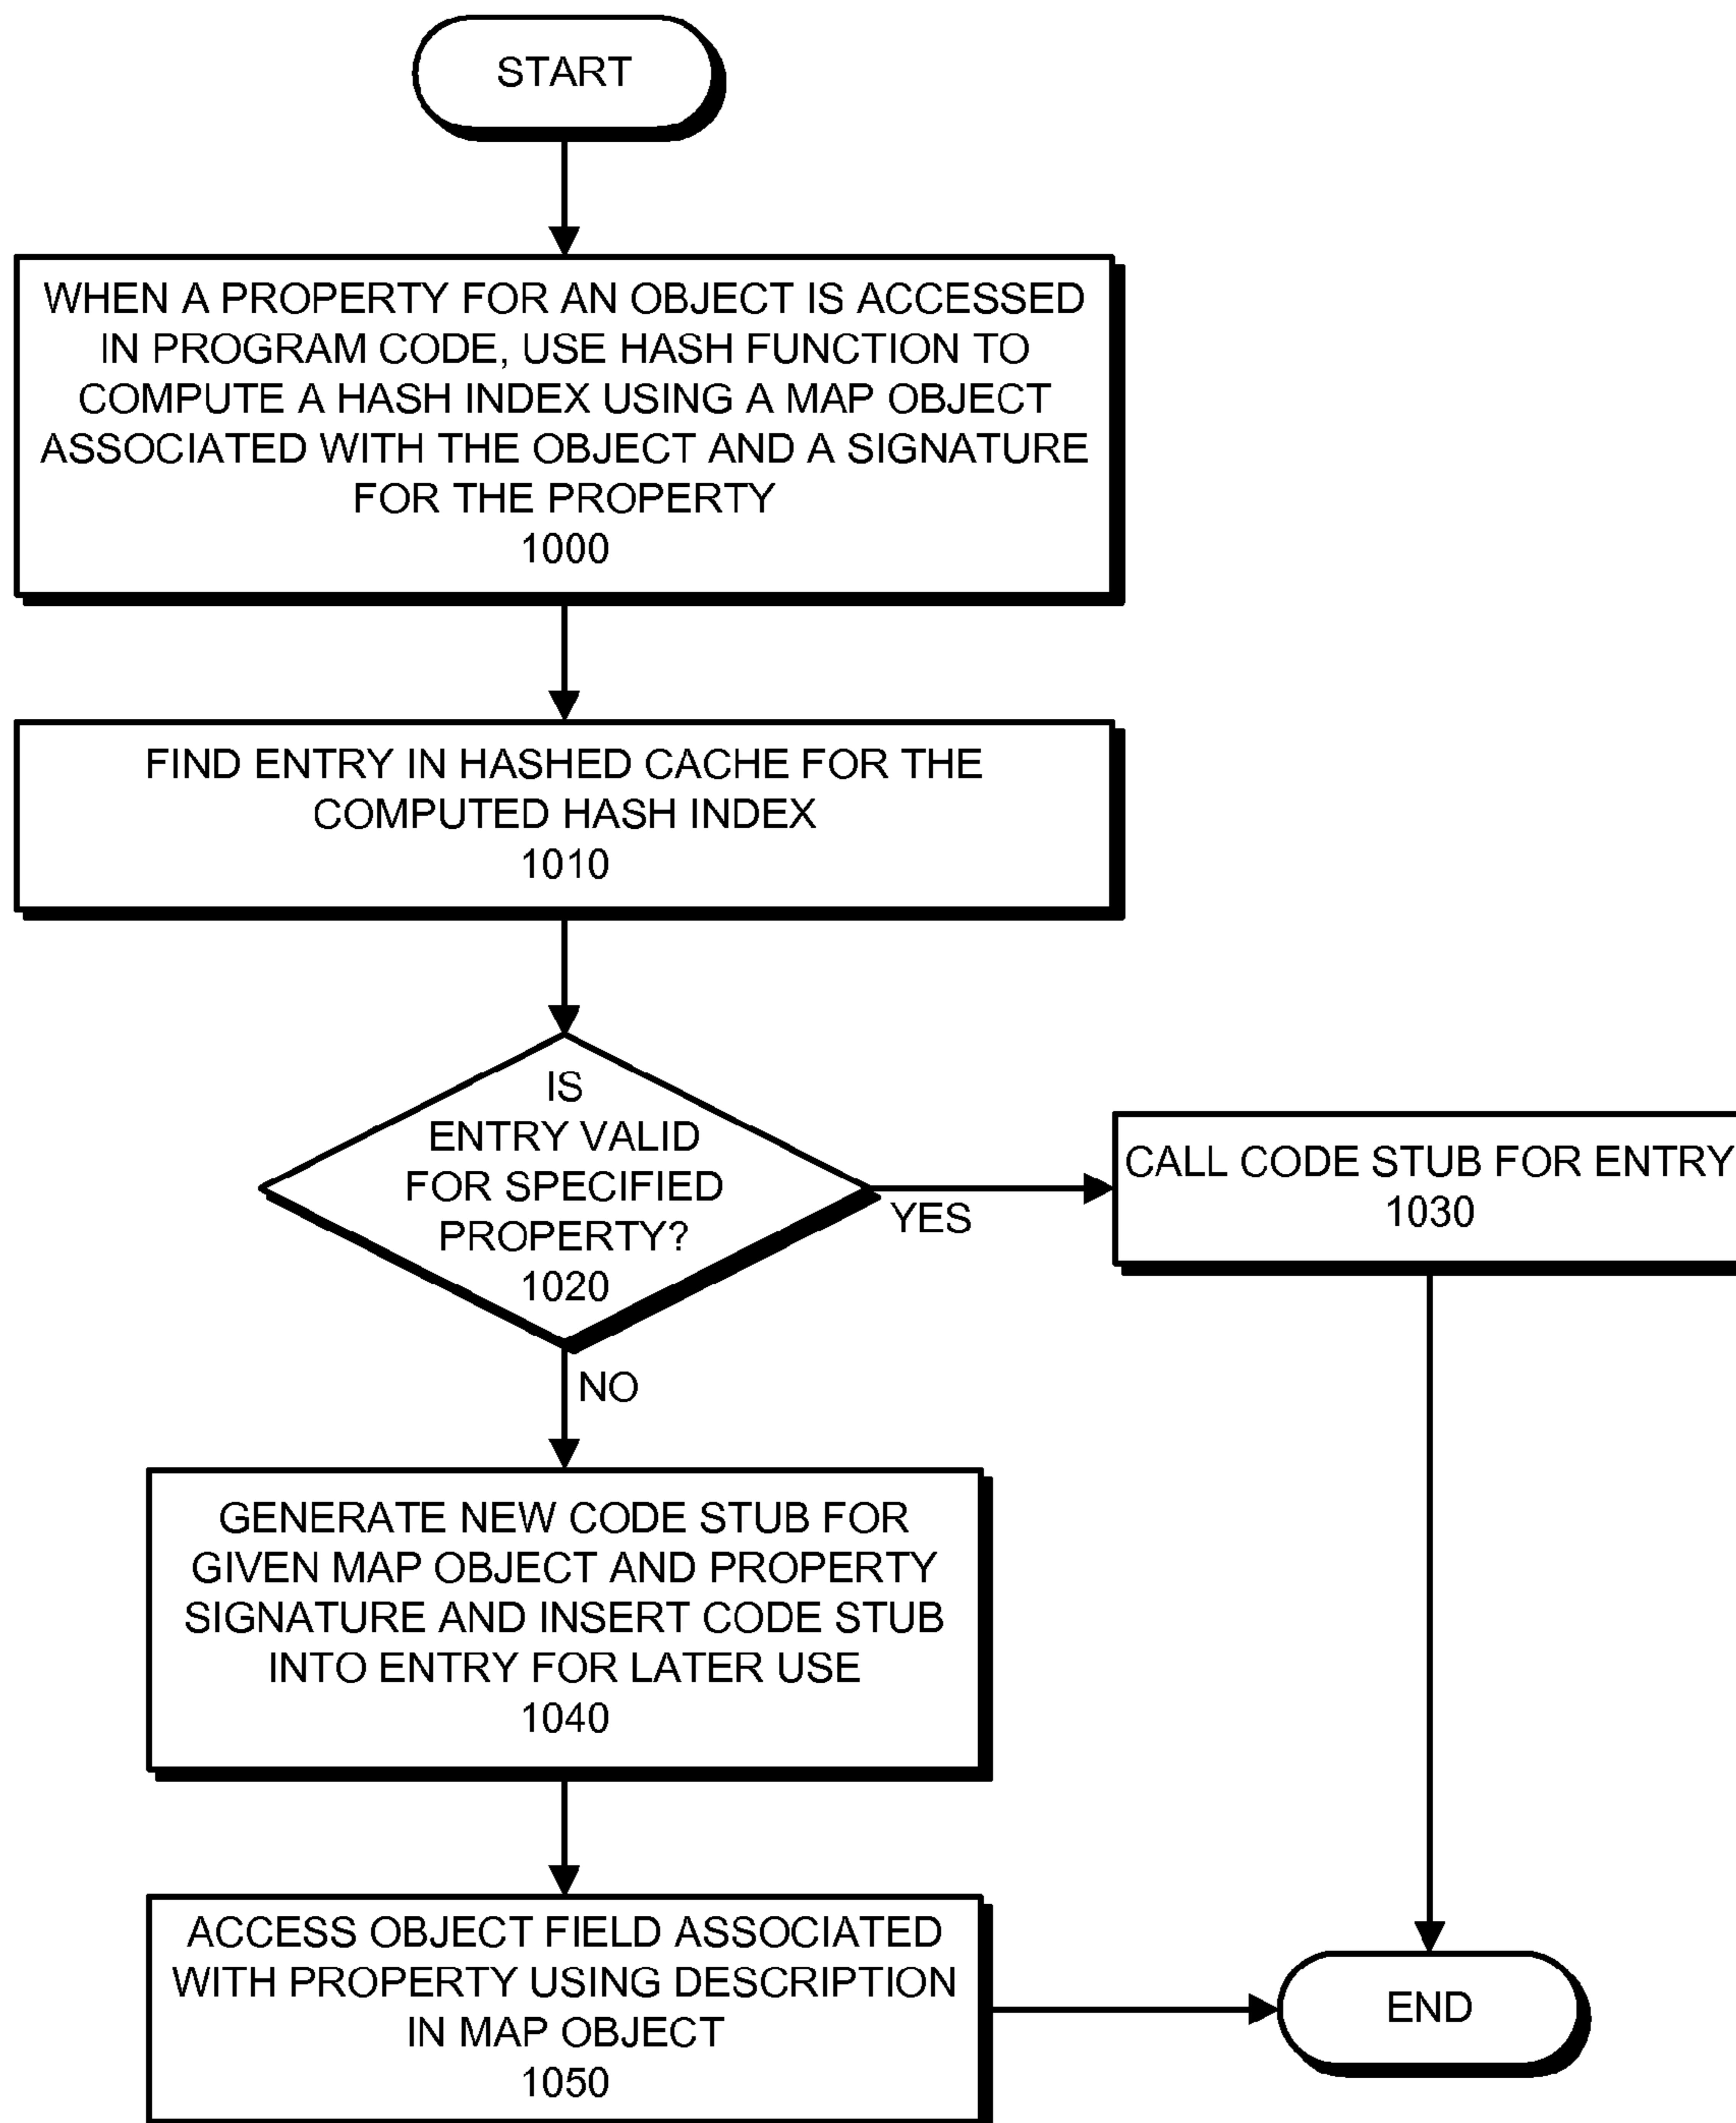 START
WHEN A PROPERTY FOR AN OBJECT IS ACCESSED
IN PROGRAM CODE, USE HASH FUNCTION TO
COMPUTE A HASH INDEX USING A MAP OBJECT
ASSOCIATED WITH THE OBJECT AND A SIGNATURE
FOR THE PROPERTY
1000
FIND ENTRY IN HASHED CACHE FOR THE
COMPUTED HASH INDEX
1010
IS
ENTRY VALID
FOR SPECIFIED
PROPERTY?
1020
YES
CALL CODE STUB FOR ENTRY
1030
NO
GENERATE NEW CODE STUB FOR
GIVEN MAP OBJECT AND PROPERTY
SIGNATURE AND INSERT CODE STUB
INTO ENTRY FOR LATER USE
1040
ACCESS OBJECT FIELD ASSOCIATED
WITH PROPERTY USING DESCRIPTION
IN MAP OBJECT
1050
END